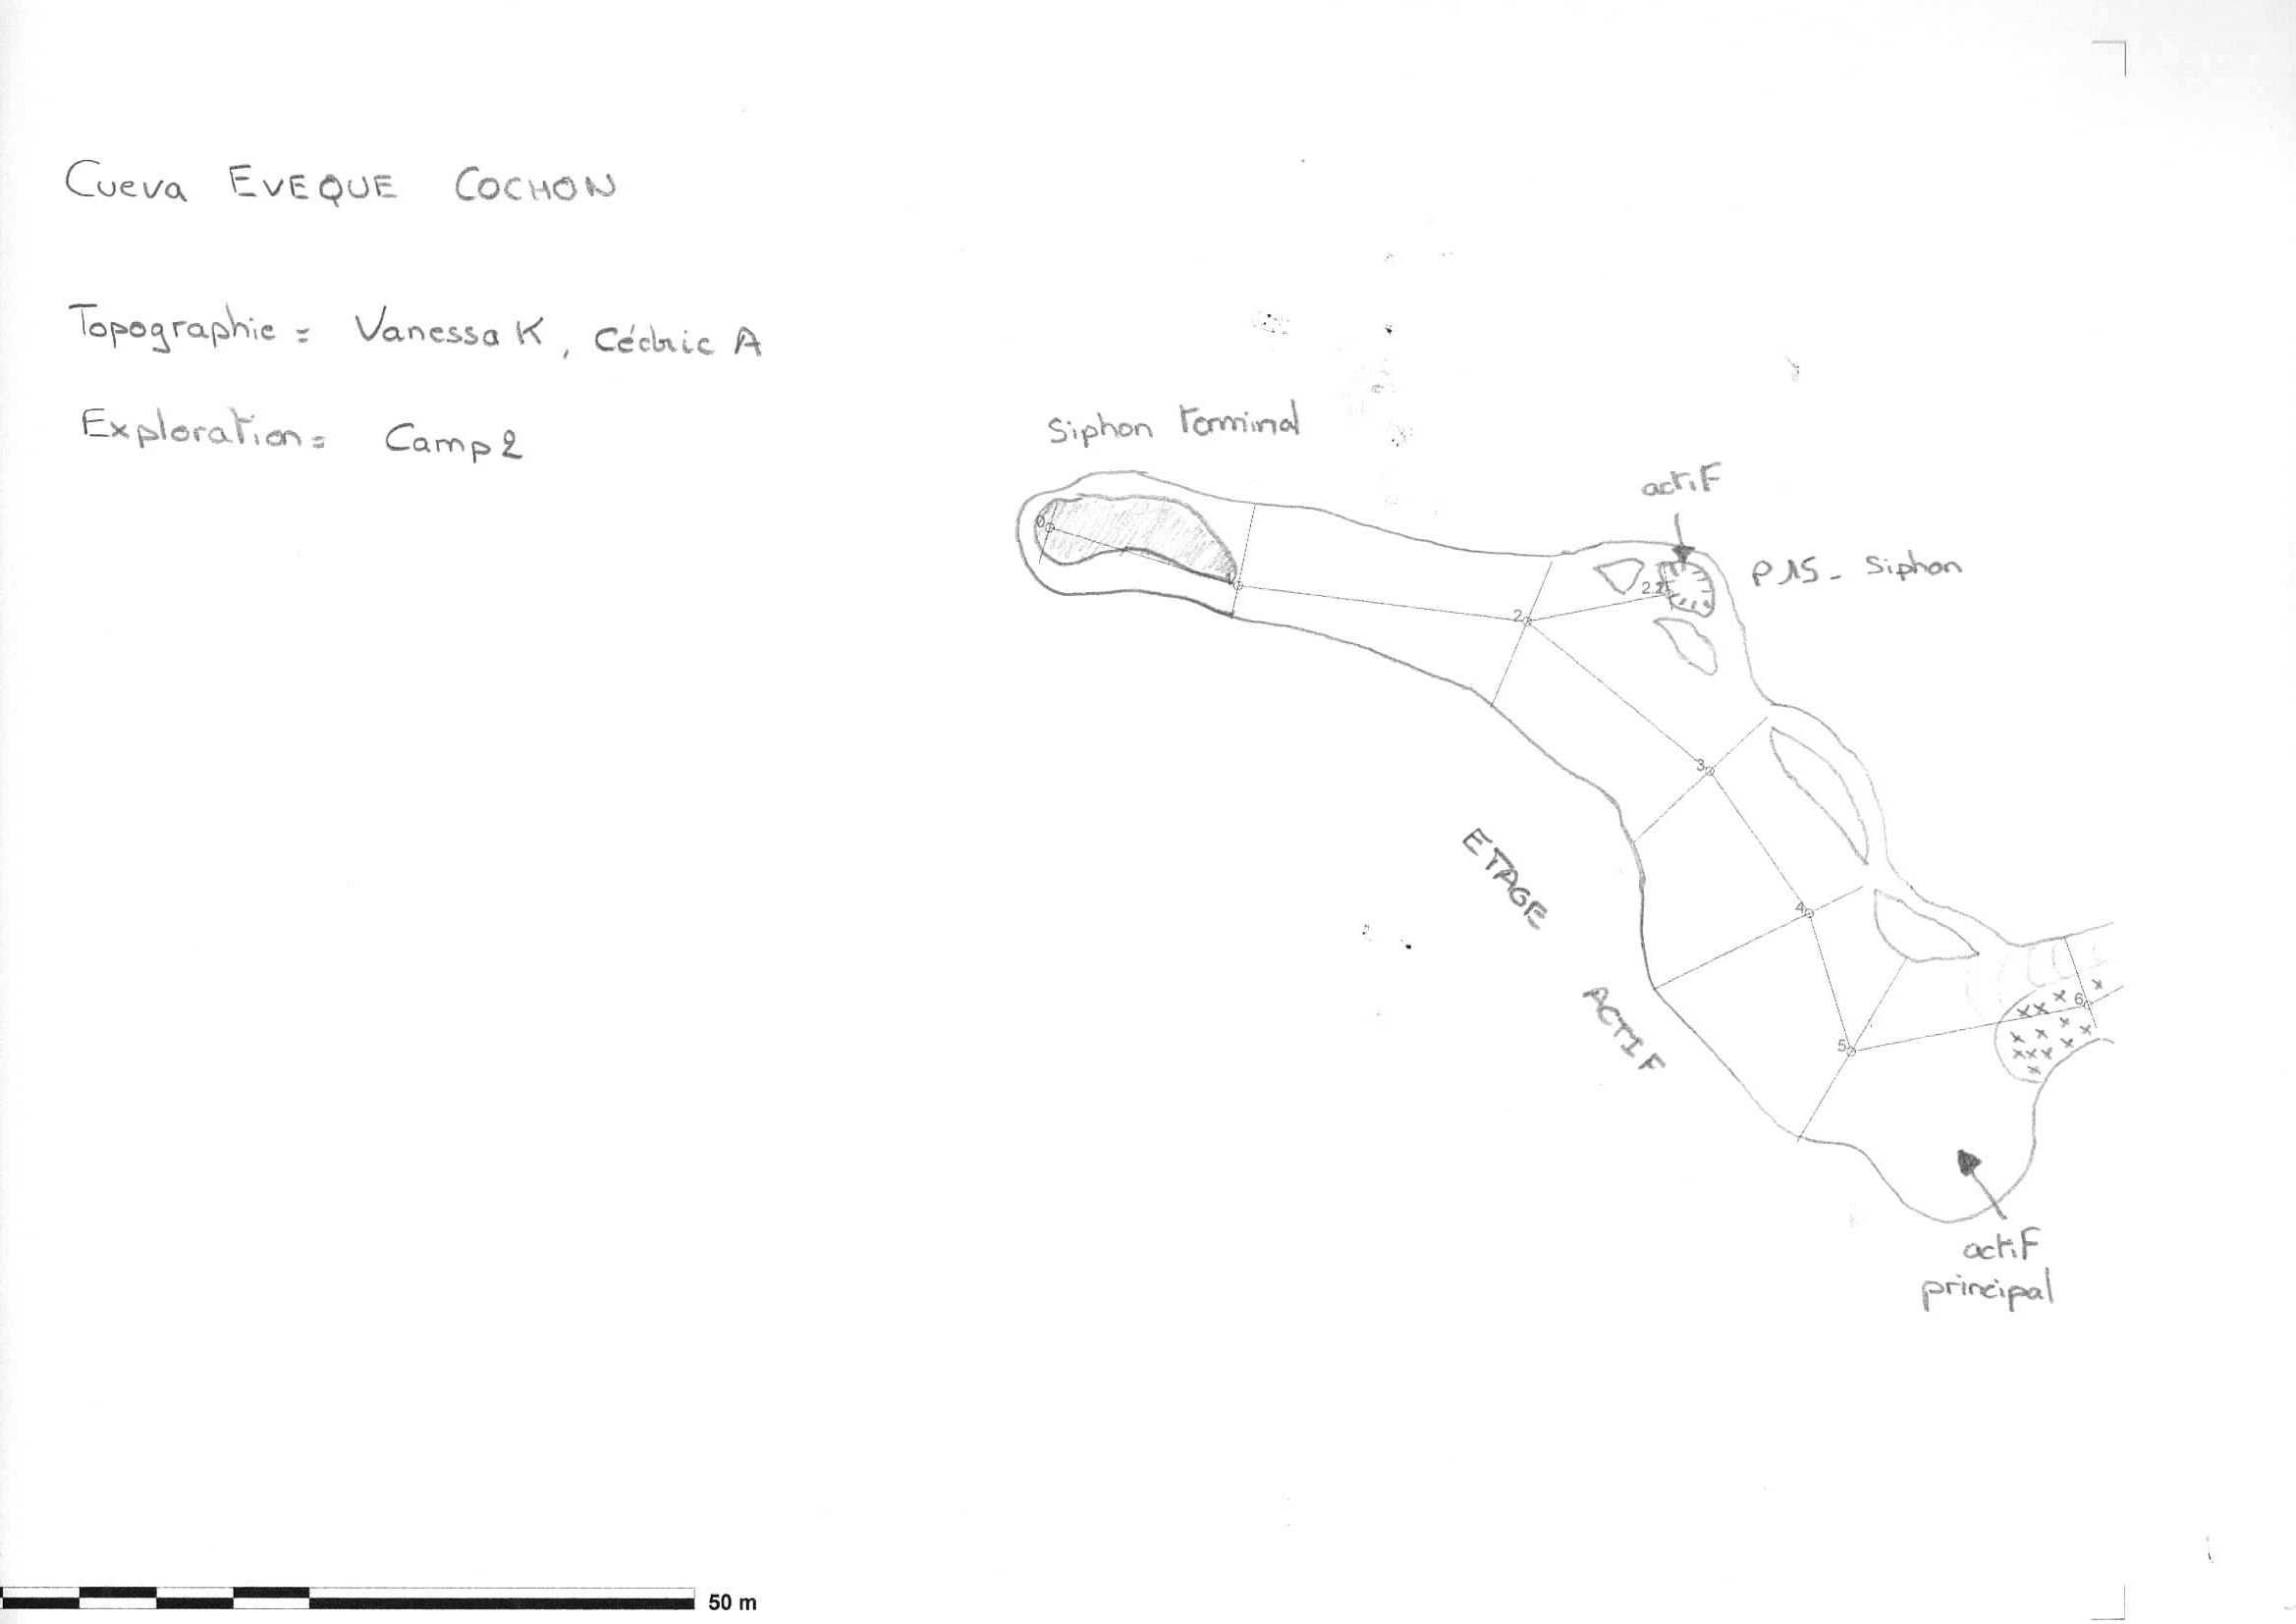 Cueva EVEQUE COCHON
Topographie = Vanessa K, Cédric A
Exploration = Camp 2
Siphon terminal
actif
P15 - Siphon
0
1
2
2.1
3
ETAGE
4
ACTIF
6
5
actif
principal
50 m